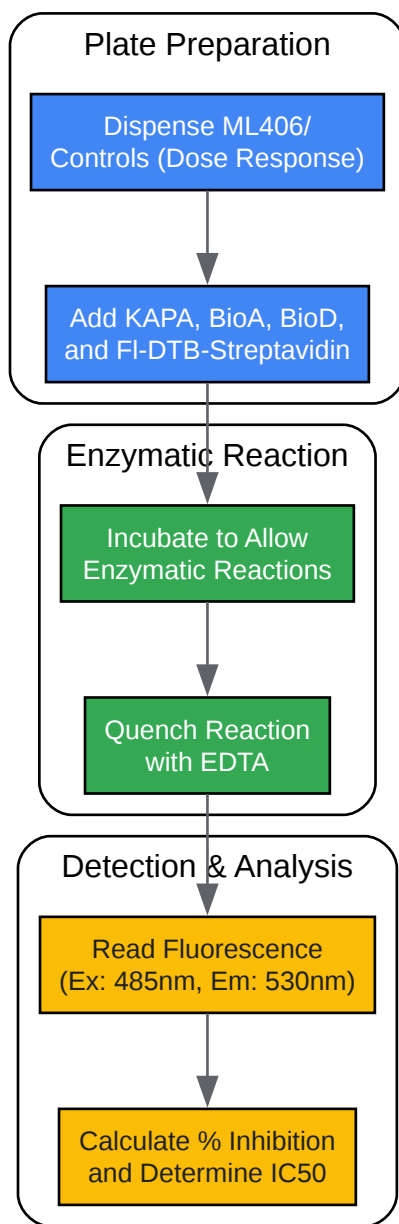 Plate Preparation
Dispense ML406/
Controls (Dose Response)
Add KAPA, BioA, BioD,
and Fl-DTB-Streptavidin
Enzymatic Reaction
Incubate to Allow
Enzymatic Reactions
Quench Reaction
with EDTA
Detection & Analysis
Read Fluorescence
(Ex: 485nm, Em: 530nm)
Calculate % Inhibition
and Determine IC50